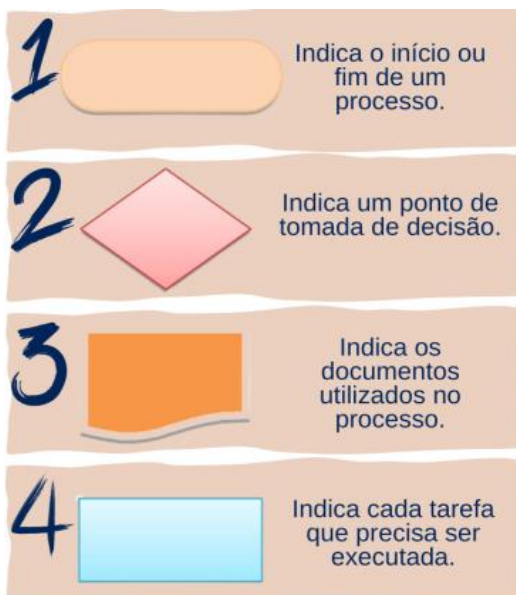 1
Indica o início ou
fim de um
processo.
2
Indica um ponto de
tomada de decisão.
3
Indica os
documentos
utilizados no
processo.
4
Indica cada tarefa
que precisa ser
executada.